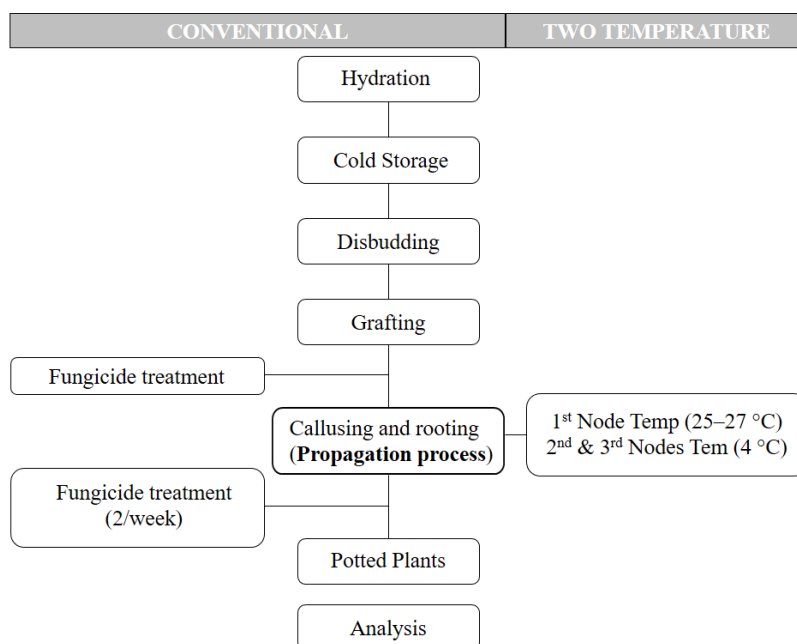 CONVENTIONAL
TWO TEMPERATURE
Hydration
Cold Storage
Disbudding
Grafting
Fungicide treatment
Callusing and rooting
(Propagation process)
1st Node Temp (25–27 °C)
2nd & 3rd Nodes Tem (4 °C)
Fungicide treatment
(2/week)
Potted Plants
Analysis